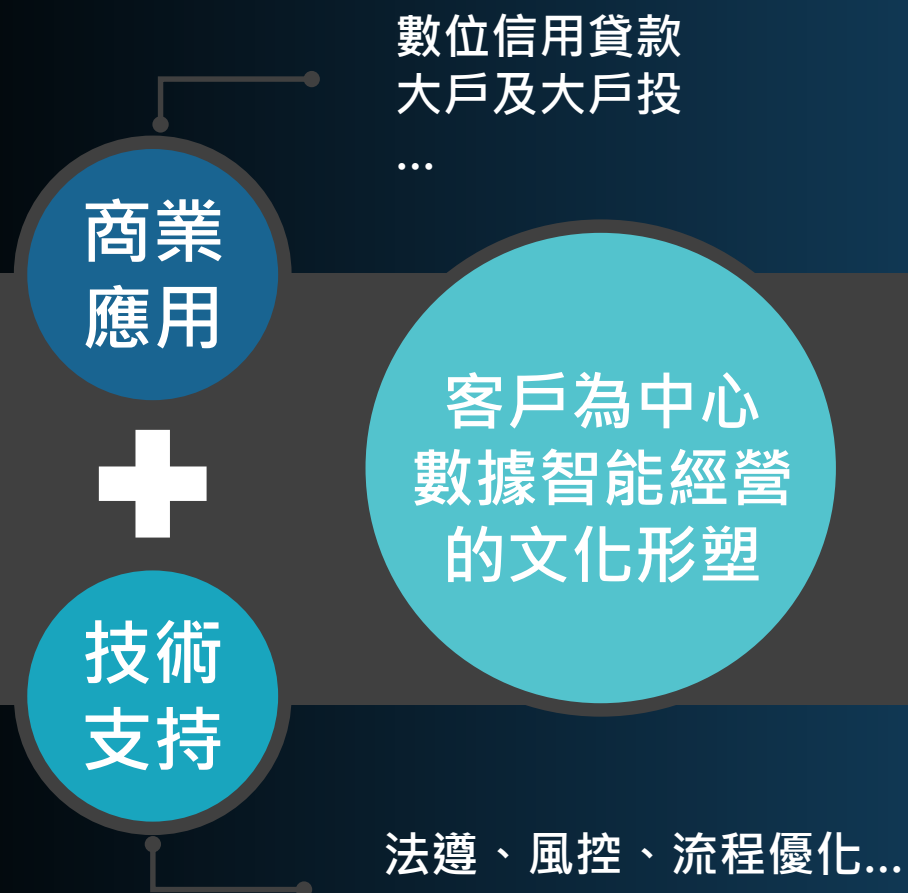 數位信用貸款
大戶及大戶投
...
商業
應用
客戶為中心
數據智能經營
的文化形塑
技術
支持
法遵、風控、流程優化...